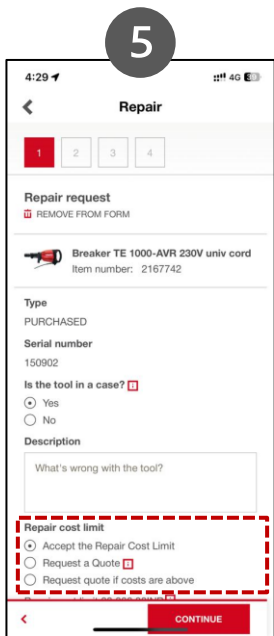 5
4:29
4G
Repair
1 2 3 4
Repair request
REMOVE FROM FORM
Breaker TE 1000-AVR 230V univ cord
Item number: 2167742
Type
PURCHASED
Serial number
150902
Is the tool in a case?
Yes
No
Description
What's wrong with the tool?
Repair cost limit
Accept the Repair Cost Limit
Request a Quote
Request quote if costs are above
CONTINUE